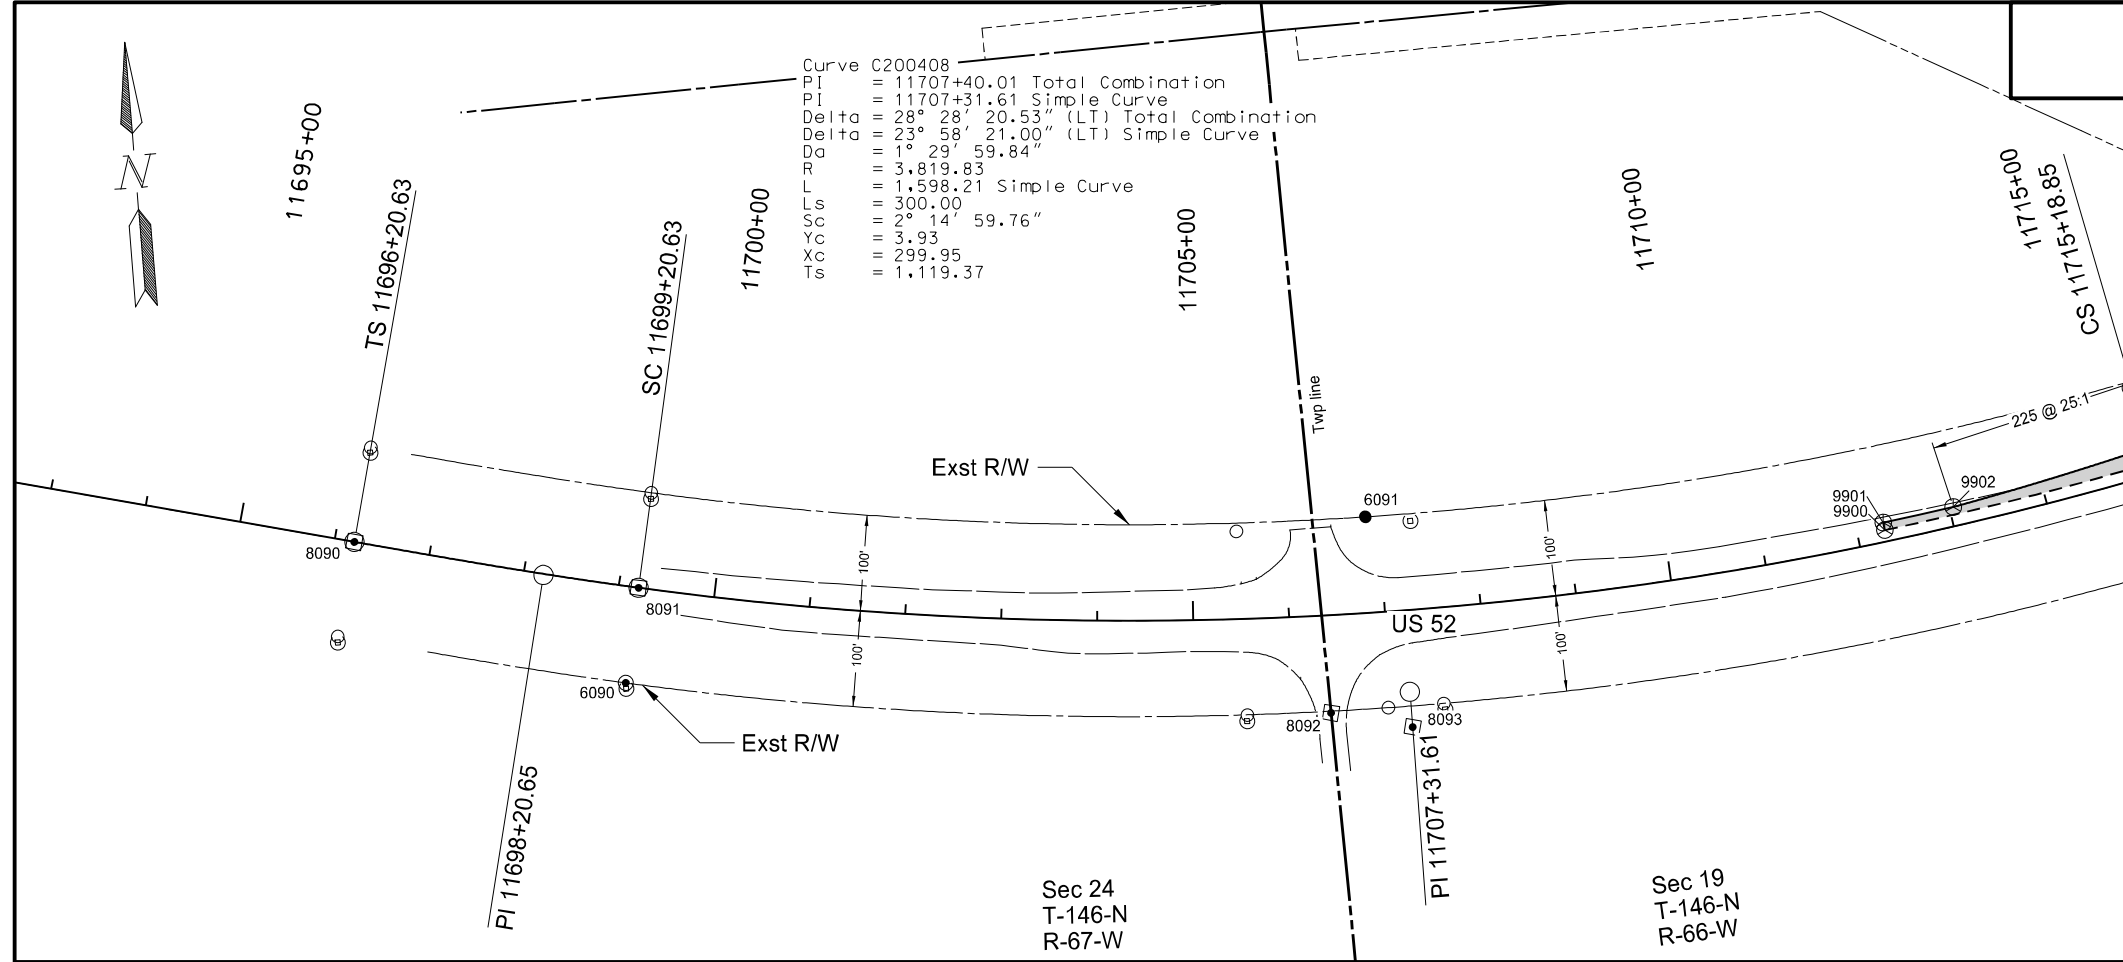 Curve C200408
PI = 11707+40.01 Total Combination
PI = 11707+31.61 Simple Curve
Delta = 28° 28' 20.53" (LT) Total Combination
Delta = 23° 58' 21.00" (LT) Simple Curve
Da = 1° 29' 59.84"
R = 3,819.83
L = 1,598.21 Simple Curve
Ls = 300.00
Sc = 2° 14' 59.76"
Yc = 3.93
Xc = 299.95
Ts = 1,119.37
N
11695+00
TS 11696+20.63
SC 11699+20.63
11700+00
11705+00
11710+00
11715+00
CS 11715+18.85
Twp line
225 @ 25:1
Exst R/W
6091
9901
9900
9902
8090
8091
100'
100'
100'
100'
US 52
6090
Exst R/W
8092
8093
PI 11698+20.65
PI 11707+31.61
Sec 24
T-146-N
R-67-W
Sec 19
T-146-N
R-66-W